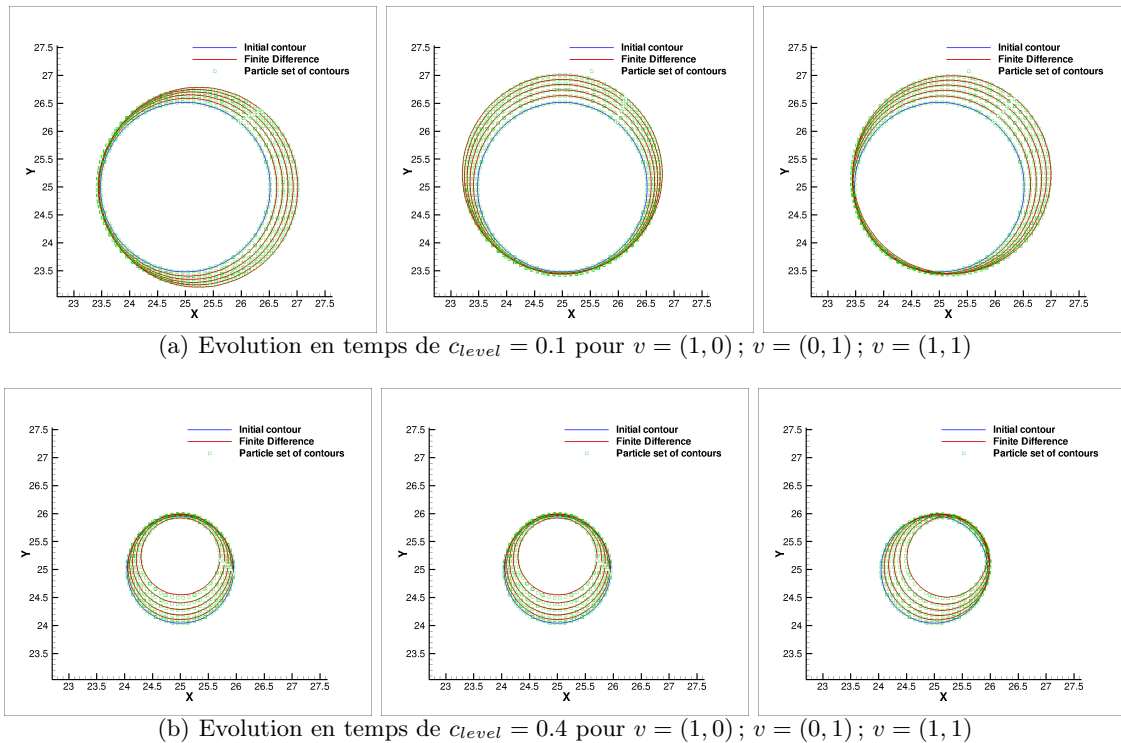 27.5
27
26.5
26
25.5
25
24.5
24
23.5
Y
23.5 24 24.5 25 25.5 26 26.5 27 27.5
X
Initial contour
Finite Difference
Particle set of contours
27.5
27
26.5
26
25.5
25
24.5
24
23.5
Y
23.5 24 24.5 25 25.5 26 26.5 27 27.5
X
Initial contour
Finite Difference
Particle set of contours
27.5
27
26.5
26
25.5
25
24.5
24
23.5
Y
23.5 24 24.5 25 25.5 26 26.5 27 27.5
X
Initial contour
Finite Difference
Particle set of contours
(a) Evolution en temps de c_{level} = 0.1 pour v = (1, 0) ; v = (0, 1) ; v = (1, 1)
27.5
27
26.5
26
25.5
25
24.5
24
23.5
Y
23 23.5 24 24.5 25 25.5 26 26.5 27 27.5
X
Initial contour
Finite Difference
Particle set of contours
27.5
27
26.5
26
25.5
25
24.5
24
23.5
Y
23 23.5 24 24.5 25 25.5 26 26.5 27 27.5
X
Initial contour
Finite Difference
Particle set of contours
27.5
27
26.5
26
25.5
25
24.5
24
23.5
Y
23 23.5 24 24.5 25 25.5 26 26.5 27 27.5
X
Initial contour
Finite Difference
Particle set of contours
(b) Evolution en temps de c_{level} = 0.4 pour v = (1, 0) ; v = (0, 1) ; v = (1, 1)